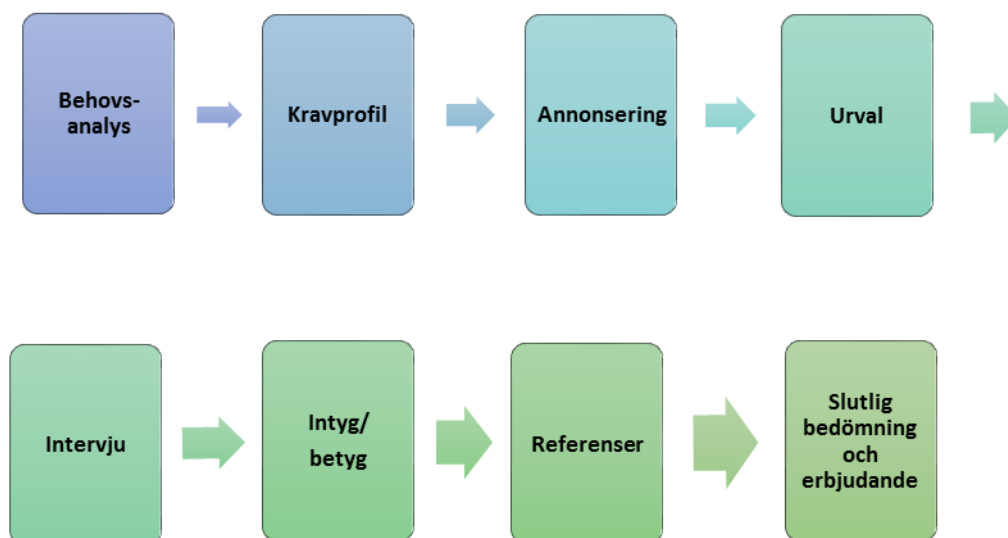 Behovs-
analys
Kravprofil
Annonsering
Urval
Intervju
Intyg/
betyg
Referenser
Slutlig
bedömning
och
erbjudande